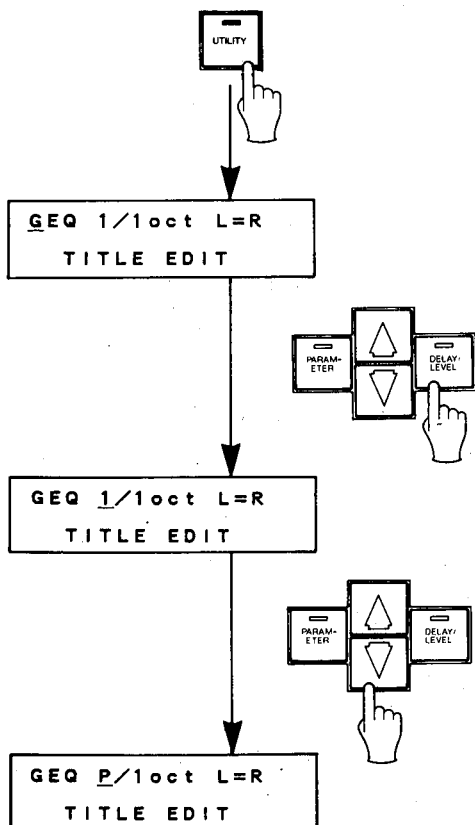 UTILITY
GEQ 1/1oct L=R
TITLE EDIT
PARAM-
ETER
DELAY/
LEVEL
GEQ 1/1oct L=R
TITLE EDIT
PARAM-
ETER
DELAY/
LEVEL
GEQ P/1oct L=R
TITLE EDIT